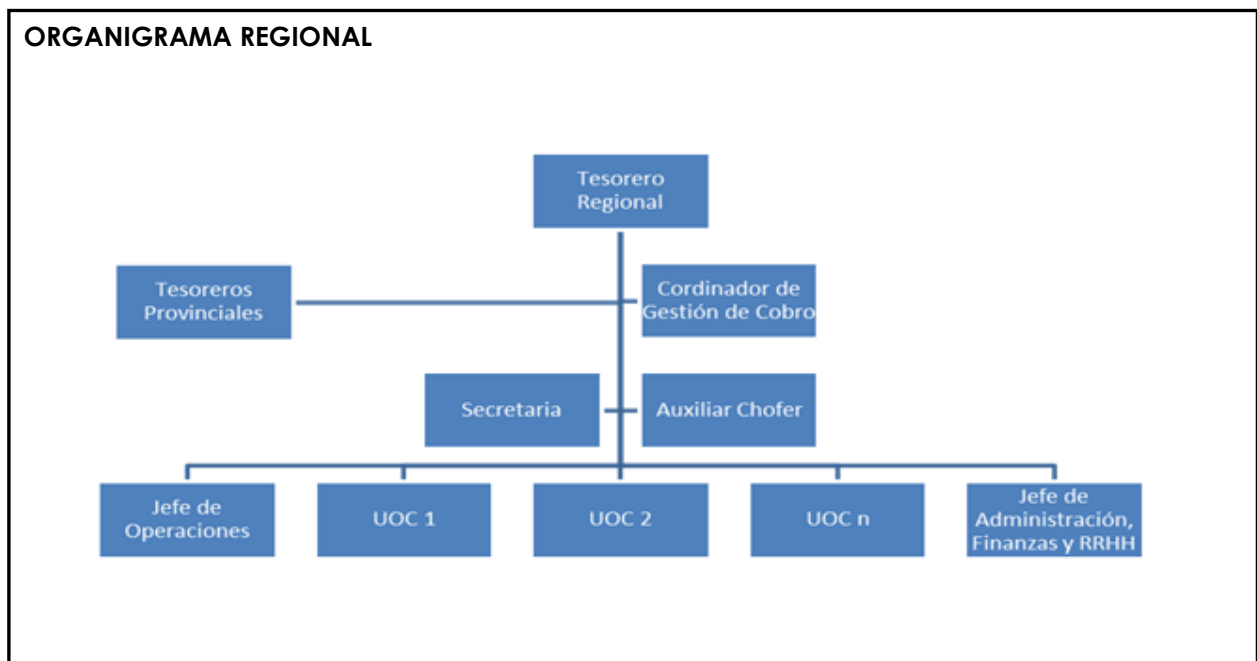 ORGANIGRAMA REGIONAL
Tesorero
Regional
Tesoreros
Provinciales
Cordinador de
Gestión de Cobro
Secretaria
Auxiliar Chofer
Jefe de
Operaciones
UOC 1
UOC 2
UOC n
Jefe de
Administración,
Finanzas y RRHH